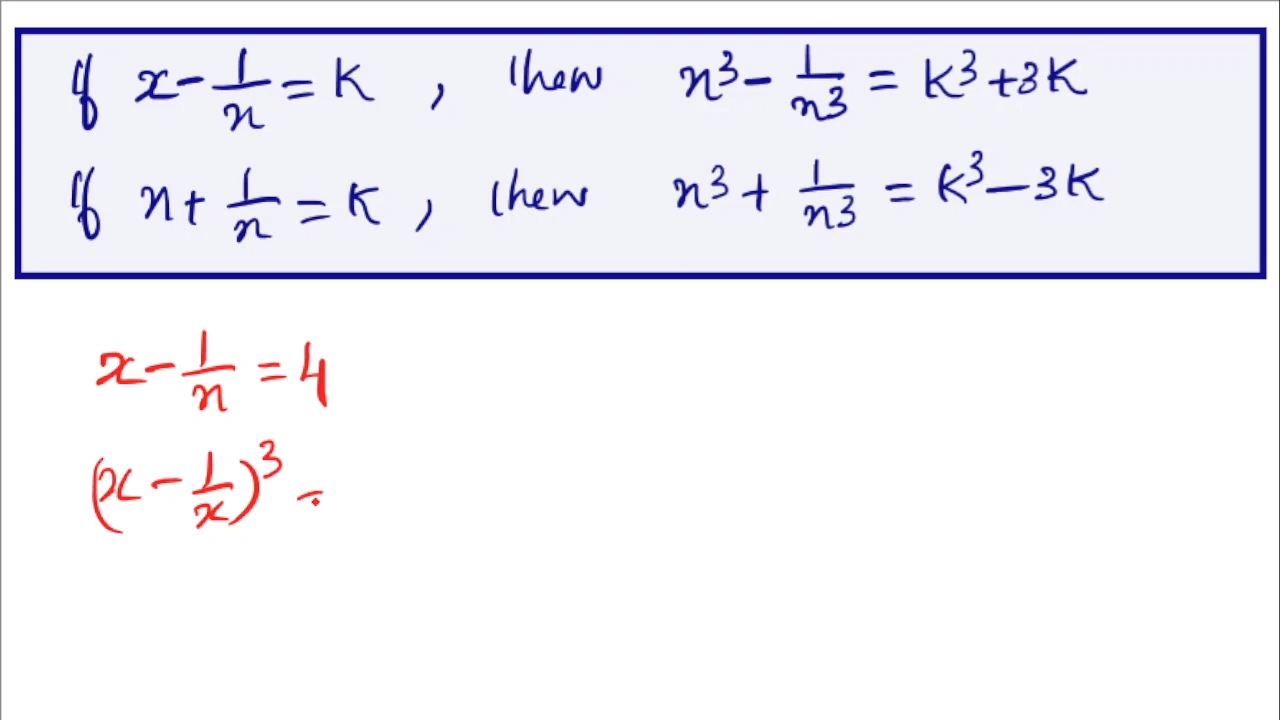 If x - 1/x = K , then x³ - 1/x³ = K³ + 3K
If x + 1/x = K , then x³ + 1/x³ = K³ - 3K
x - 1/x = 4
(x - 1/x)³ -